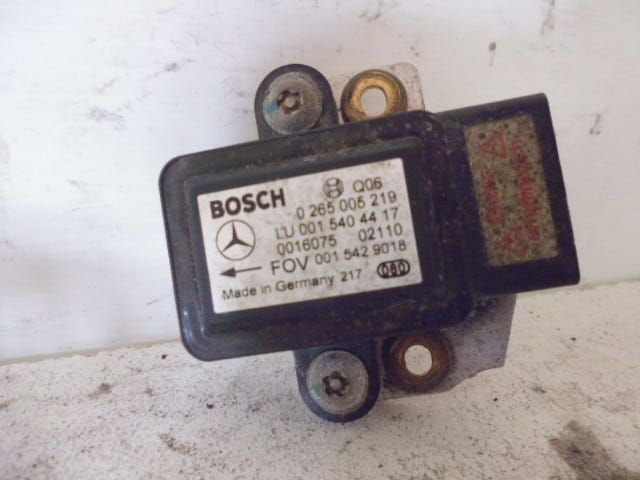 BOSCH Q06
0 265 005 219
LU 001 540 44 17
0016075 02110
FOV 001 542 9018
Made in Germany 217